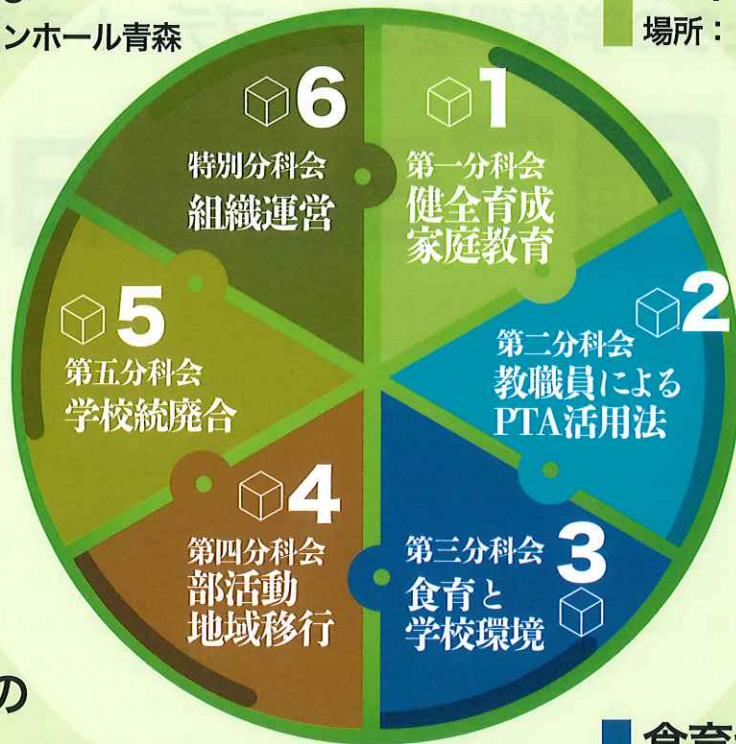 ンホール青森
場所：
6
特別分科会
組織運営
1
第一分科会
健全育成
家庭教育
2
第二分科会
教職員による
PTA活用法
3
第三分科会
食育と
学校環境
4
第四分科会
部活動
地域移行
5
第五分科会
学校統廃合
の
食育